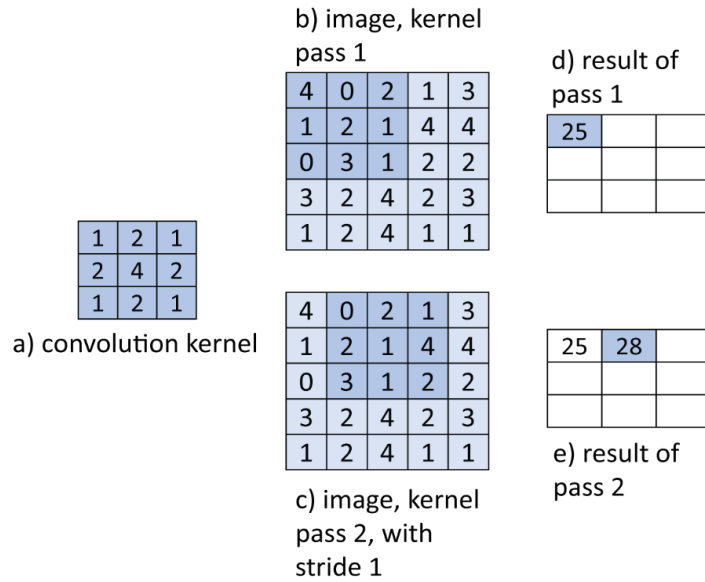 b) image, kernel
pass 1
4 0 2 1 3
1 2 1 4 4
0 3 1 2 2
3 2 4 2 3
1 2 4 1 1
d) result of
pass 1
25
1 2 1
2 4 2
1 2 1
a) convolution kernel
4 0 2 1 3
1 2 1 4 4
0 3 1 2 2
3 2 4 2 3
1 2 4 1 1
c) image, kernel
pass 2, with
stride 1
25 28
e) result of
pass 2